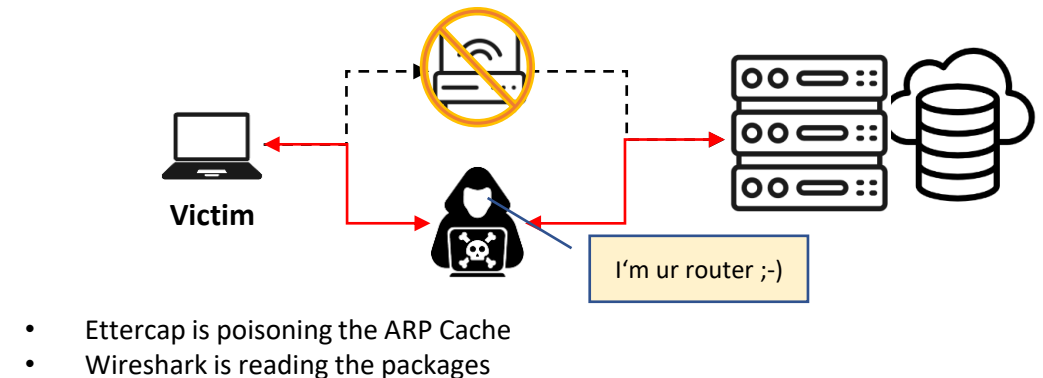 Victim
I‘m ur router ;-)
• Ettercap is poisoning the ARP Cache
• Wireshark is reading the packages